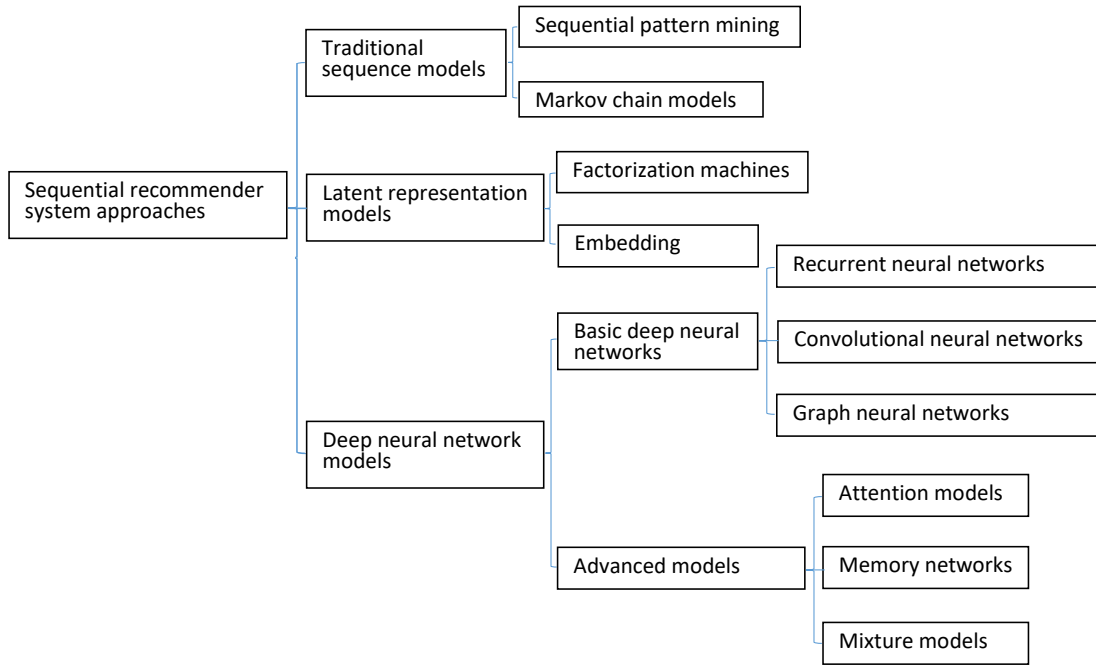 Sequential pattern mining
Traditional
sequence models
Markov chain models
Factorization machines
Sequential recommender
system approaches
Latent representation
models
Embedding
Recurrent neural networks
Basic deep neural
networks
Convolutional neural networks
Graph neural networks
Deep neural network
models
Attention models
Advanced models
Memory networks
Mixture models